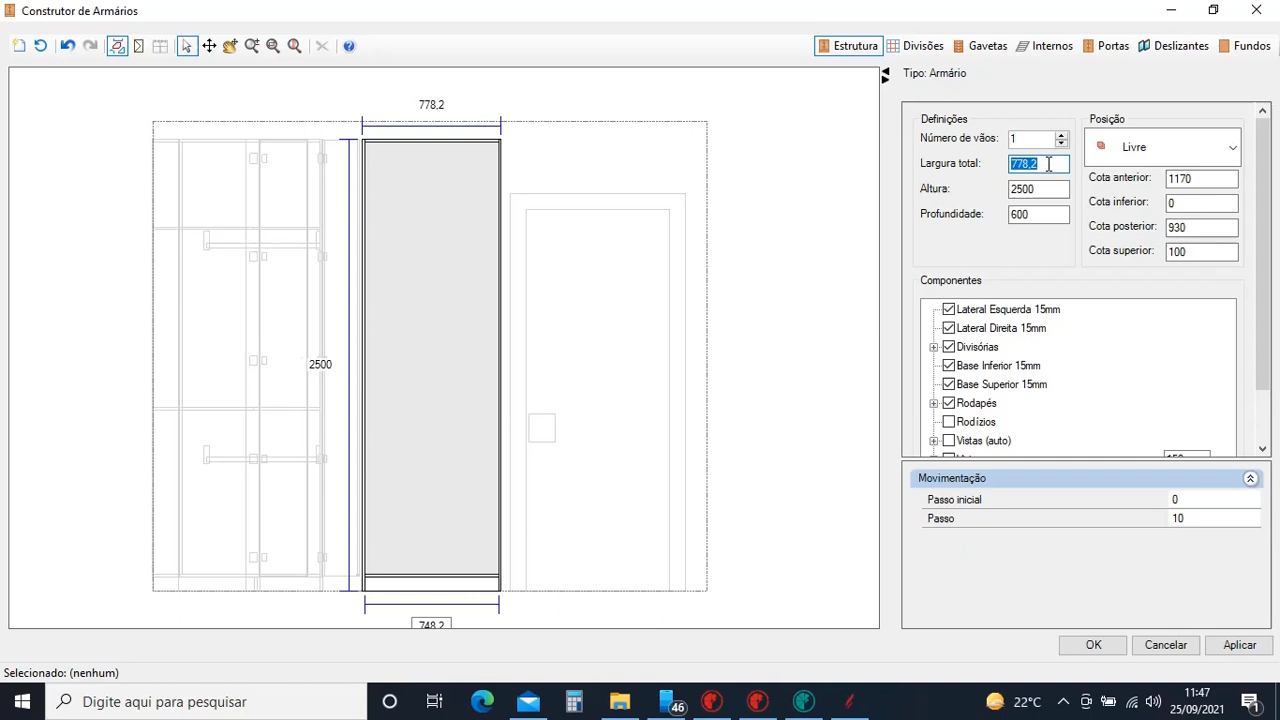 Construtor de Armários
Estrutura
Divisões
Gavetas
Internos
Portas
Deslizantes
Fundos
Tipo: Armário
778,2
2500
748,2
Definições
Número de vãos: 1
Largura total: 778,2
Altura: 2500
Profundidade: 600
Posição
Livre
Cota anterior: 1170
Cota inferior: 0
Cota posterior: 930
Cota superior: 100
Componentes
Lateral Esquerda 15mm
Lateral Direita 15mm
Divisórias
Base Inferior 15mm
Base Superior 15mm
Rodapés
Rodízios
Vistas (auto)
Movimentação
Passo inicial 0
Passo 10
OK
Cancelar
Aplicar
Selecionado: (nenhum)
Digite aqui para pesquisar
46
22°C
11:47
25/09/2021
1